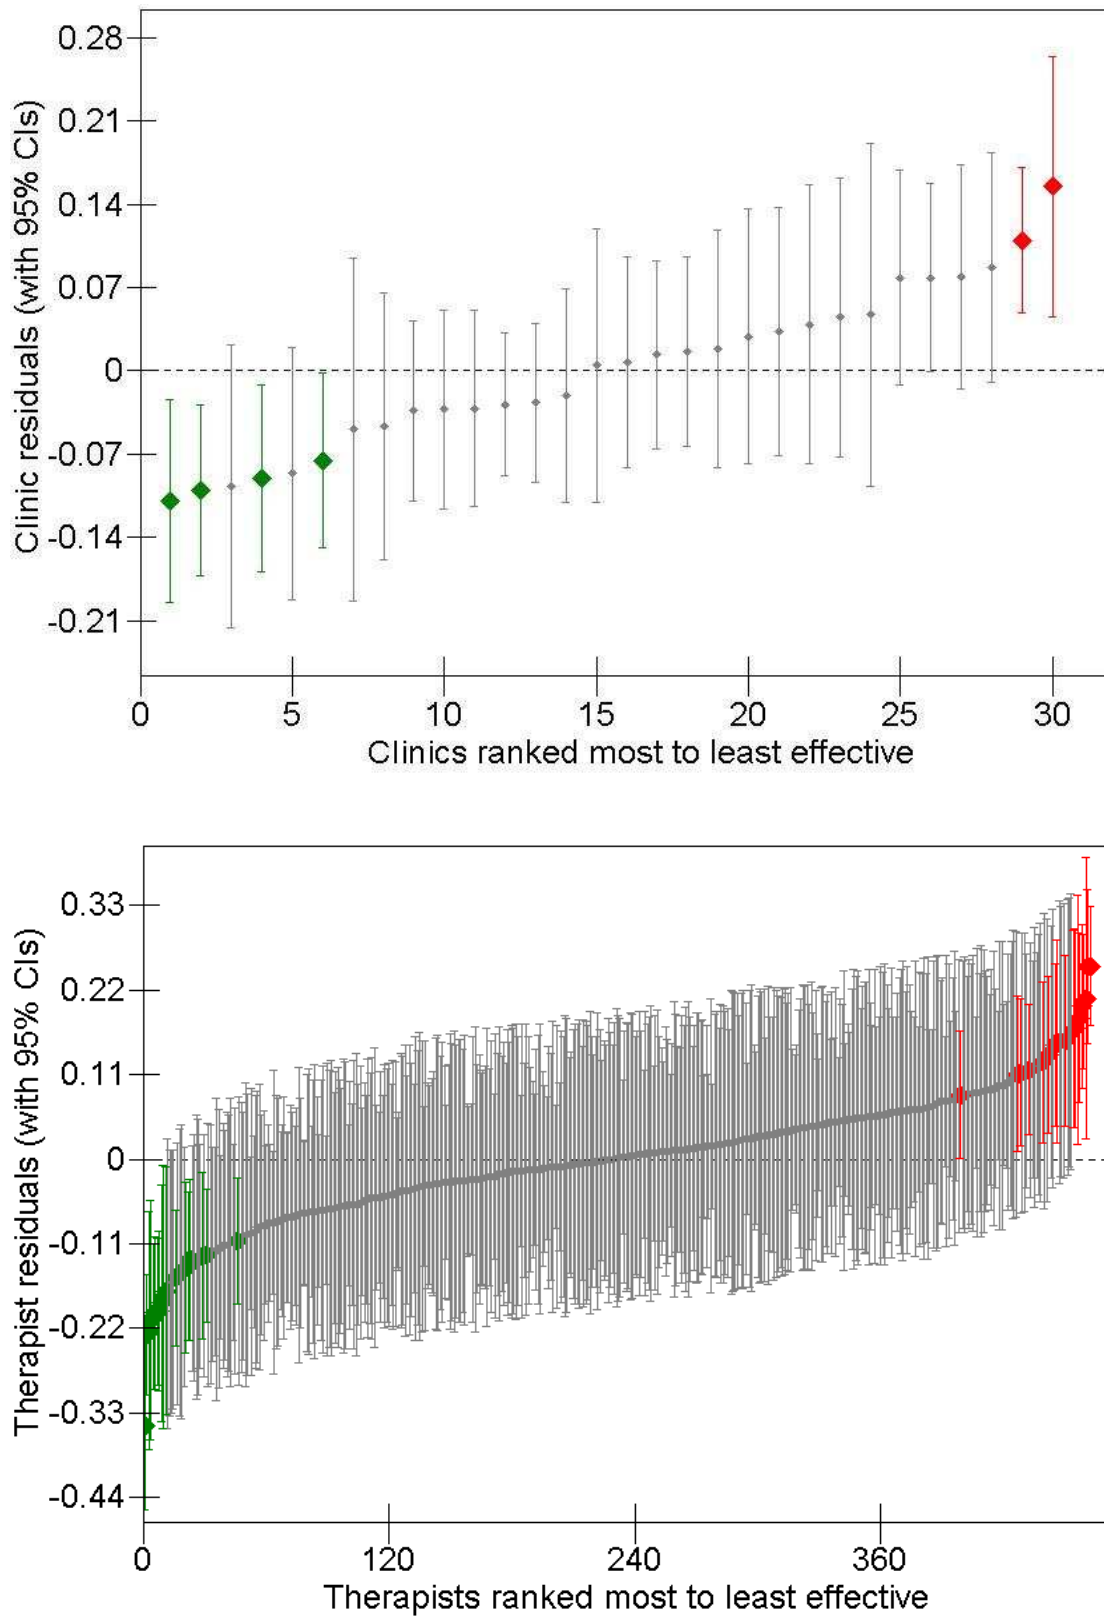 Clinic residuals (with 95% CIs)
0.28
0.21
0.14
0.07
0
-0.07
-0.14
-0.21
0 5 10 15 20 25 30
Clinics ranked most to least effective
Therapist residuals (with 95% CIs)
0.33
0.22
0.11
0
-0.11
-0.22
-0.33
-0.44
0 120 240 360
Therapists ranked most to least effective